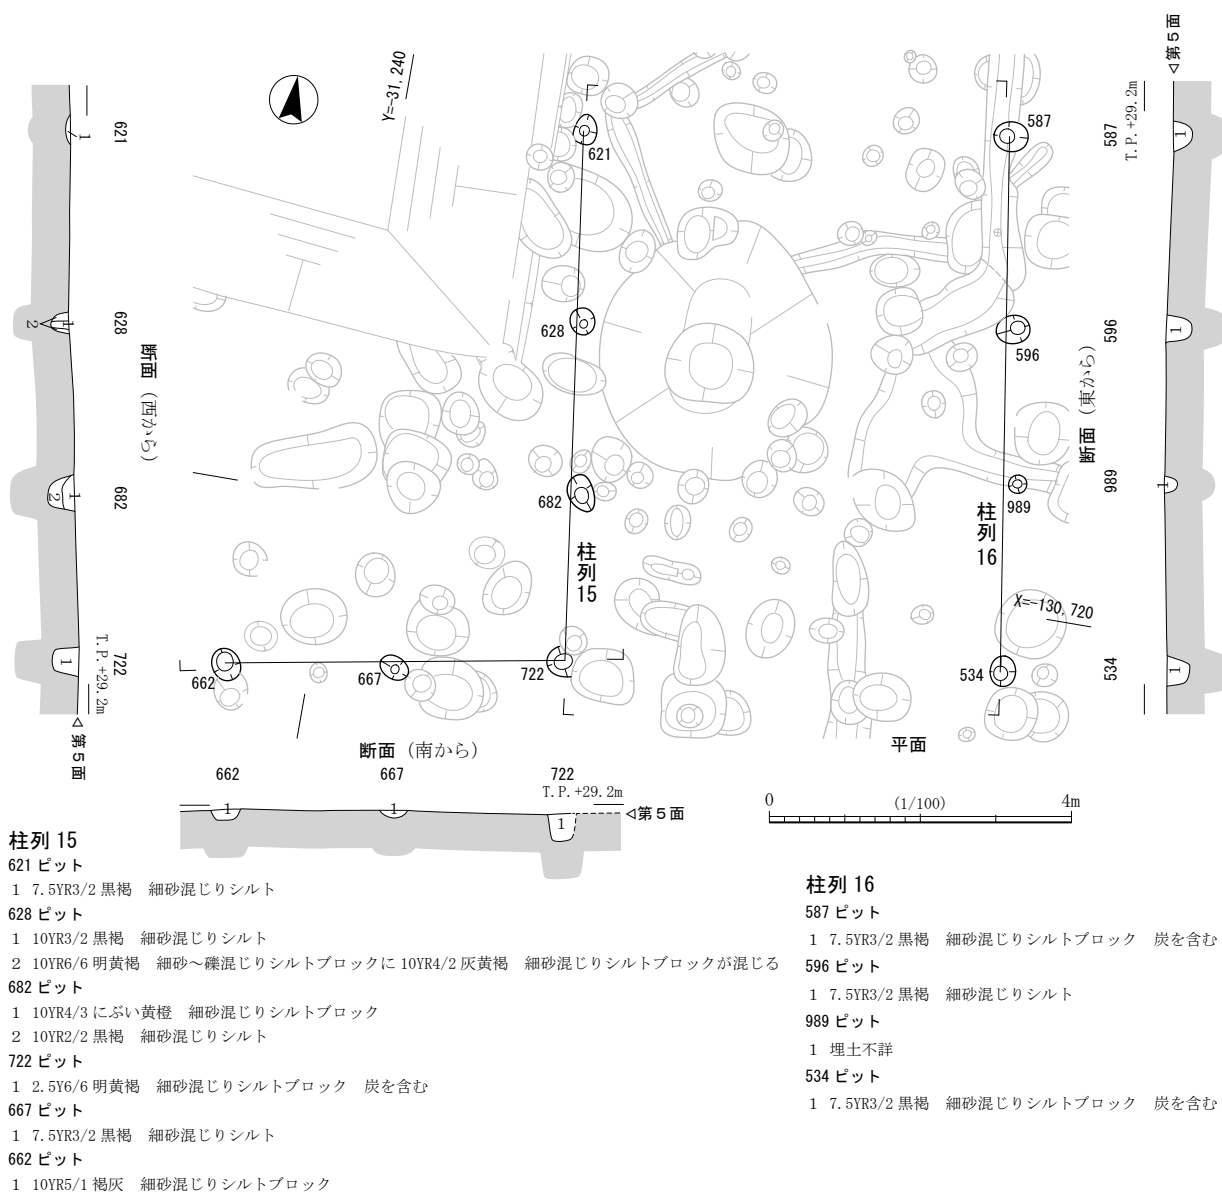 第5面
T.P.+29.2m
Y=-31,240
621
628
682
722
T.P.+29.2m
第5面
断面（西から）
1
1
2
1
2
1
621
628
682
722
柱列15
662
667
587
596
989
534
柱列16
X=-130,720
587
596
989
534
断面（東から）
1
1
1
1
断面（南から）
平面
662
667
722
T.P.+29.2m
第5面
1
1
1
0
(1/100)
4m
柱列 15
621 ピット
1 7.5YR3/2 黒褐　細砂混じりシルト
628 ピット
1 10YR3/2 黒褐　細砂混じりシルト
2 10YR6/6 明黄褐　細砂～礫混じりシルトブロックに 10YR4/2 灰黄褐　細砂混じりシルトブロックが混じる
682 ピット
1 10YR4/3 にぶい黄橙　細砂混じりシルトブロック
2 10YR2/2 黒褐　細砂混じりシルト
722 ピット
1 2.5Y6/6 明黄褐　細砂混じりシルトブロック　炭を含む
667 ピット
1 7.5YR3/2 黒褐　細砂混じりシルト
662 ピット
1 10YR5/1 褐灰　細砂混じりシルトブロック
柱列 16
587 ピット
1 7.5YR3/2 黒褐　細砂混じりシルトブロック　炭を含む
596 ピット
1 7.5YR3/2 黒褐　細砂混じりシルト
989 ピット
1 埋土不詳
534 ピット
1 7.5YR3/2 黒褐　細砂混じりシルトブロック　炭を含む